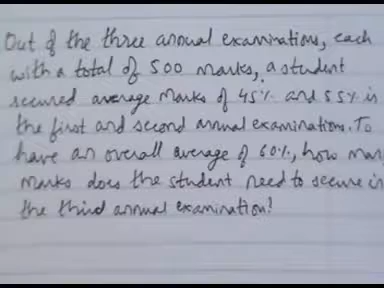 Out of the three annual examinations, each
with a total of 500 marks, a student
secured average marks of 45% and 55% in
the first and second annual examinations. To
have an overall average of 60%, how man
marks does the student need to secure in
the third annual examination?